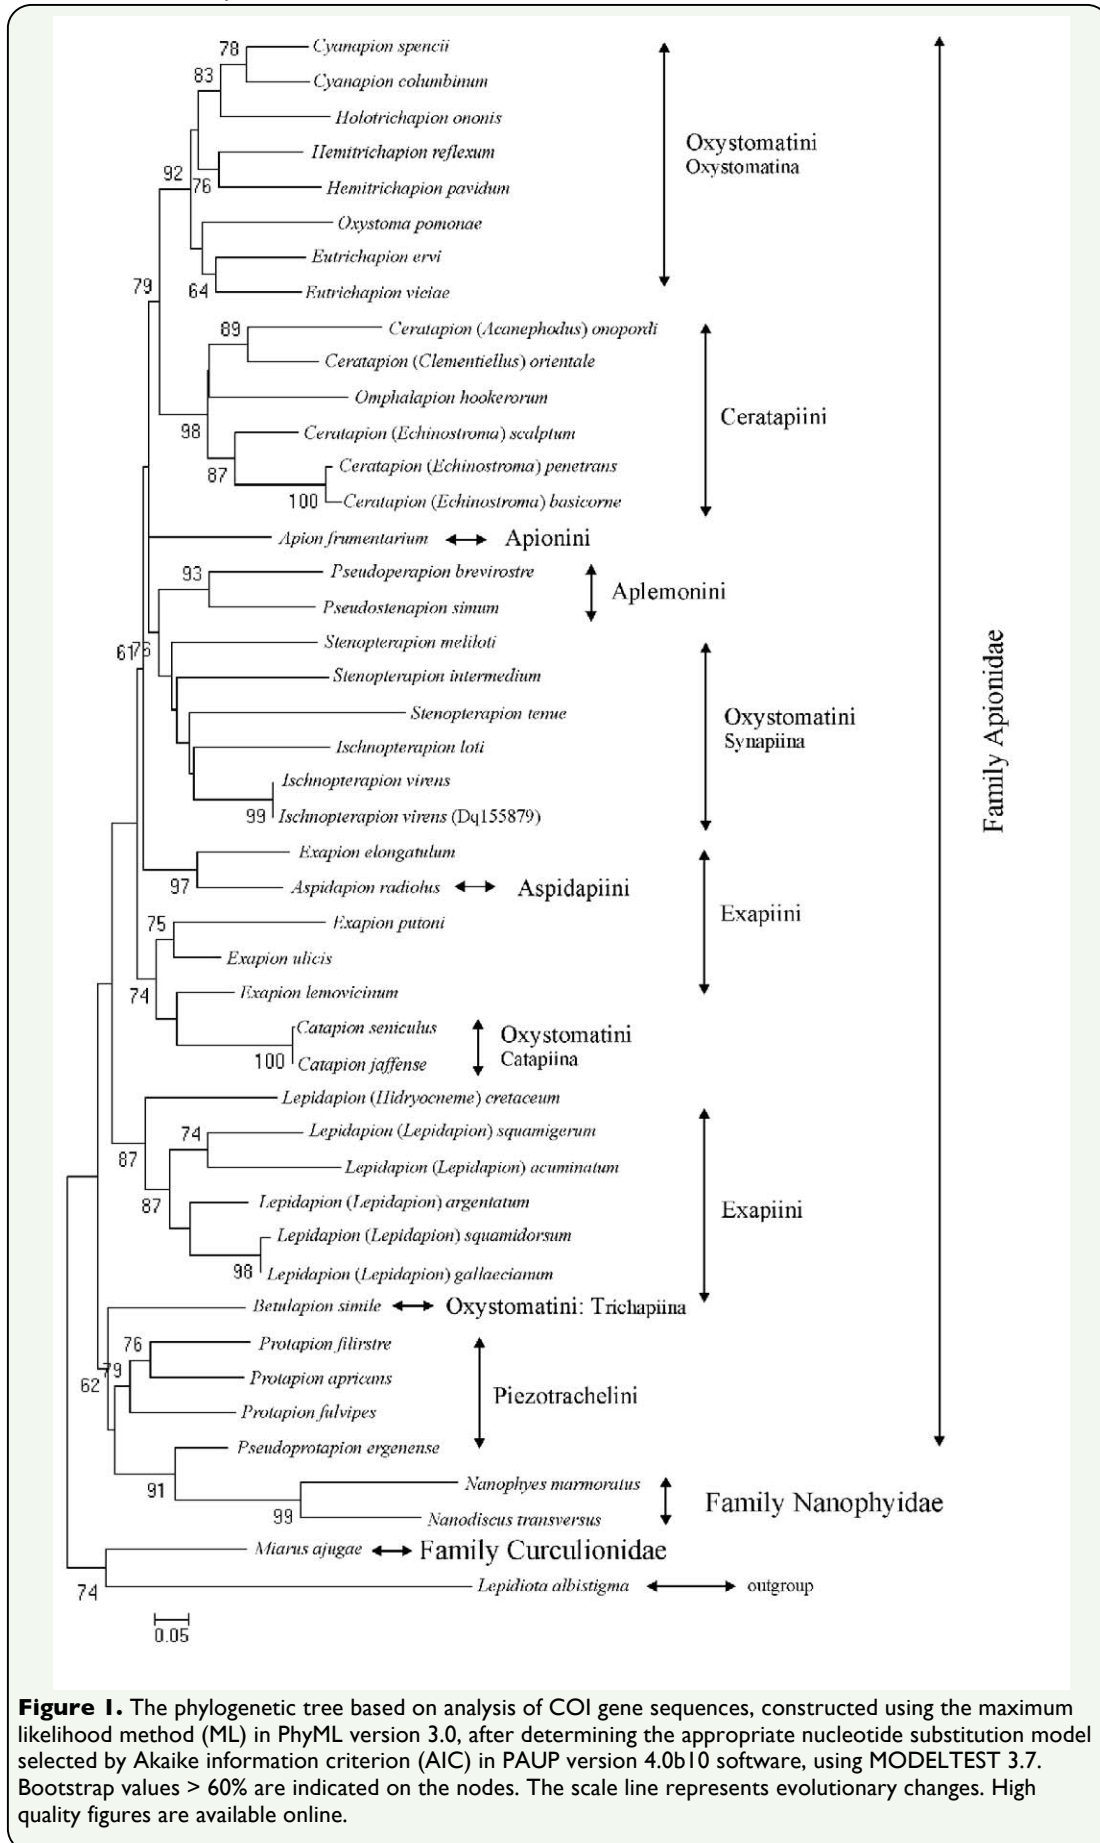 78
Cyanapion spencii
83
Cyanapion columbinum
Holotrichapion ononis
Hemitrichapion reflexum
Oxystomatini
Oxystomatina
92
76
Hemitrichapion pavidum
Oxystoma pomonae
Eutrichapion ervi
79
64
Eutrichapion viciae
89
Ceratapion (Acanephodus) onopordi
Ceratapion (Clementiellus) orientale
Omphalapion hookerorum
Ceratapiini
98
Ceratapion (Echinostroma) scalptum
87
Ceratapion (Echinostroma) penetrans
100
Ceratapion (Echinostroma) basicorne
Apion frumentarium
Apionini
93
Pseudoperapion brevirostre
Aplemonini
Pseudostenapion simum
61
76
Stenopterapion meliloti
Stenopterapion intermedium
Stenopterapion tenue
Oxystomatini
Synapiina
Ischnopterapion loti
Ischnopterapion virens
99
Ischnopterapion virens (Dq155879)
Family Apionidae
Exapion elongatulum
97
Aspidapion radiolus
Aspidapiini
75
Exapion putoni
Exapiini
Exapion ulicis
74
Exapion lemovicinum
Catapion seniculus
Oxystomatini
Catapiina
100
Catapion jaffense
Lepidapion (Hidryocneme) cretaceum
74
Lepidapion (Lepidapion) squamigerum
87
Lepidapion (Lepidapion) acuminatum
87
Lepidapion (Lepidapion) argentatum
Exapiini
Lepidapion (Lepidapion) squamidorsum
98
Lepidapion (Lepidapion) gallaecianum
Betulapion simile
Oxystomatini: Trichapiina
76
Protapion filirstre
79
62
Protapion apricans
Piezotrachelini
Protapion fulvipes
Pseudoprotapion ergenense
91
Nanophyes marmoratus
Family Nanophyidae
99
Nanodiscus transversus
Miarus ajugae
Family Curculionidae
74
Lepidiota albistigma
outgroup
0.05
Figure 1. The phylogenetic tree based on analysis of COI gene sequences, constructed using the maximum
likelihood method (ML) in PhyML version 3.0, after determining the appropriate nucleotide substitution model
selected by Akaike information criterion (AIC) in PAUP version 4.0b10 software, using MODELTEST 3.7.
Bootstrap values > 60% are indicated on the nodes. The scale line represents evolutionary changes. High
quality figures are available online.